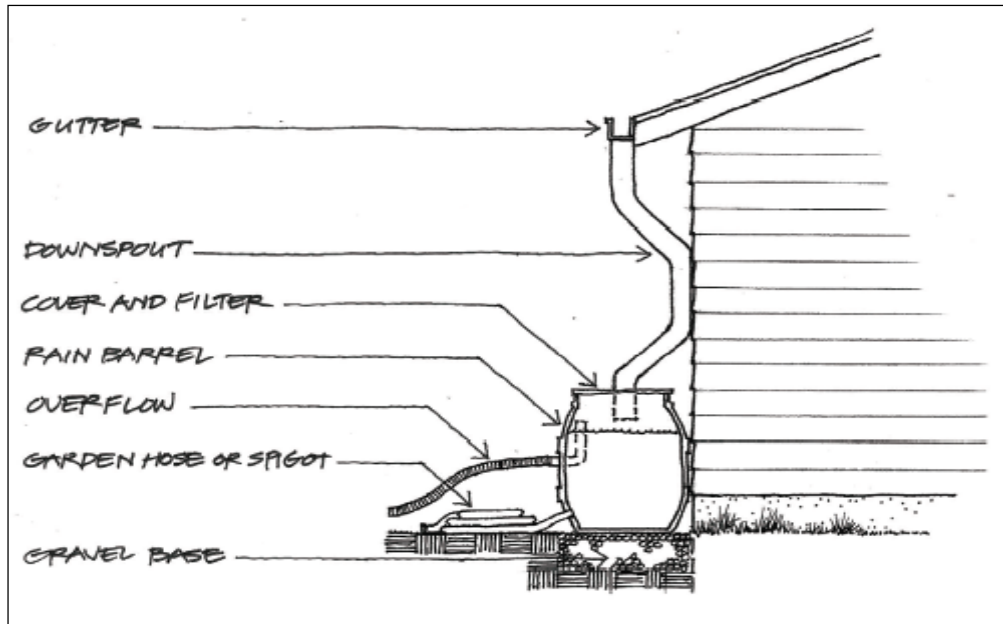 GUTTER
DOWNSPOUT
COVER AND FILTER
RAIN BARREL
OVERFLOW
GARDEN HOSE OR SPIGOT
GRAVEL BASE